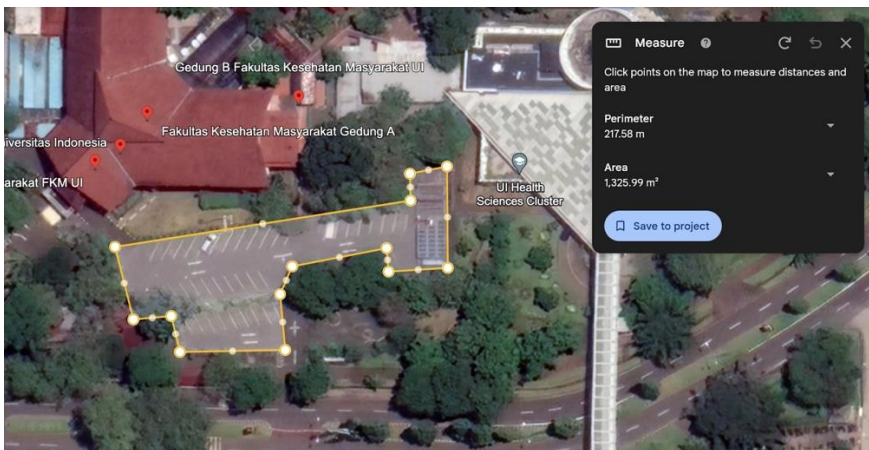 Gedung B Fakultas Kesehatan Masyarakat UI
Fakultas Kesehatan Masyarakat Gedung A
iversitas Indonesia
arakat FKM UI
UI Health
Sciences Cluster
Measure
Click points on the map to measure distances and
area
Perimeter
217.58 m
Area
1,325.99 m²
Save to project